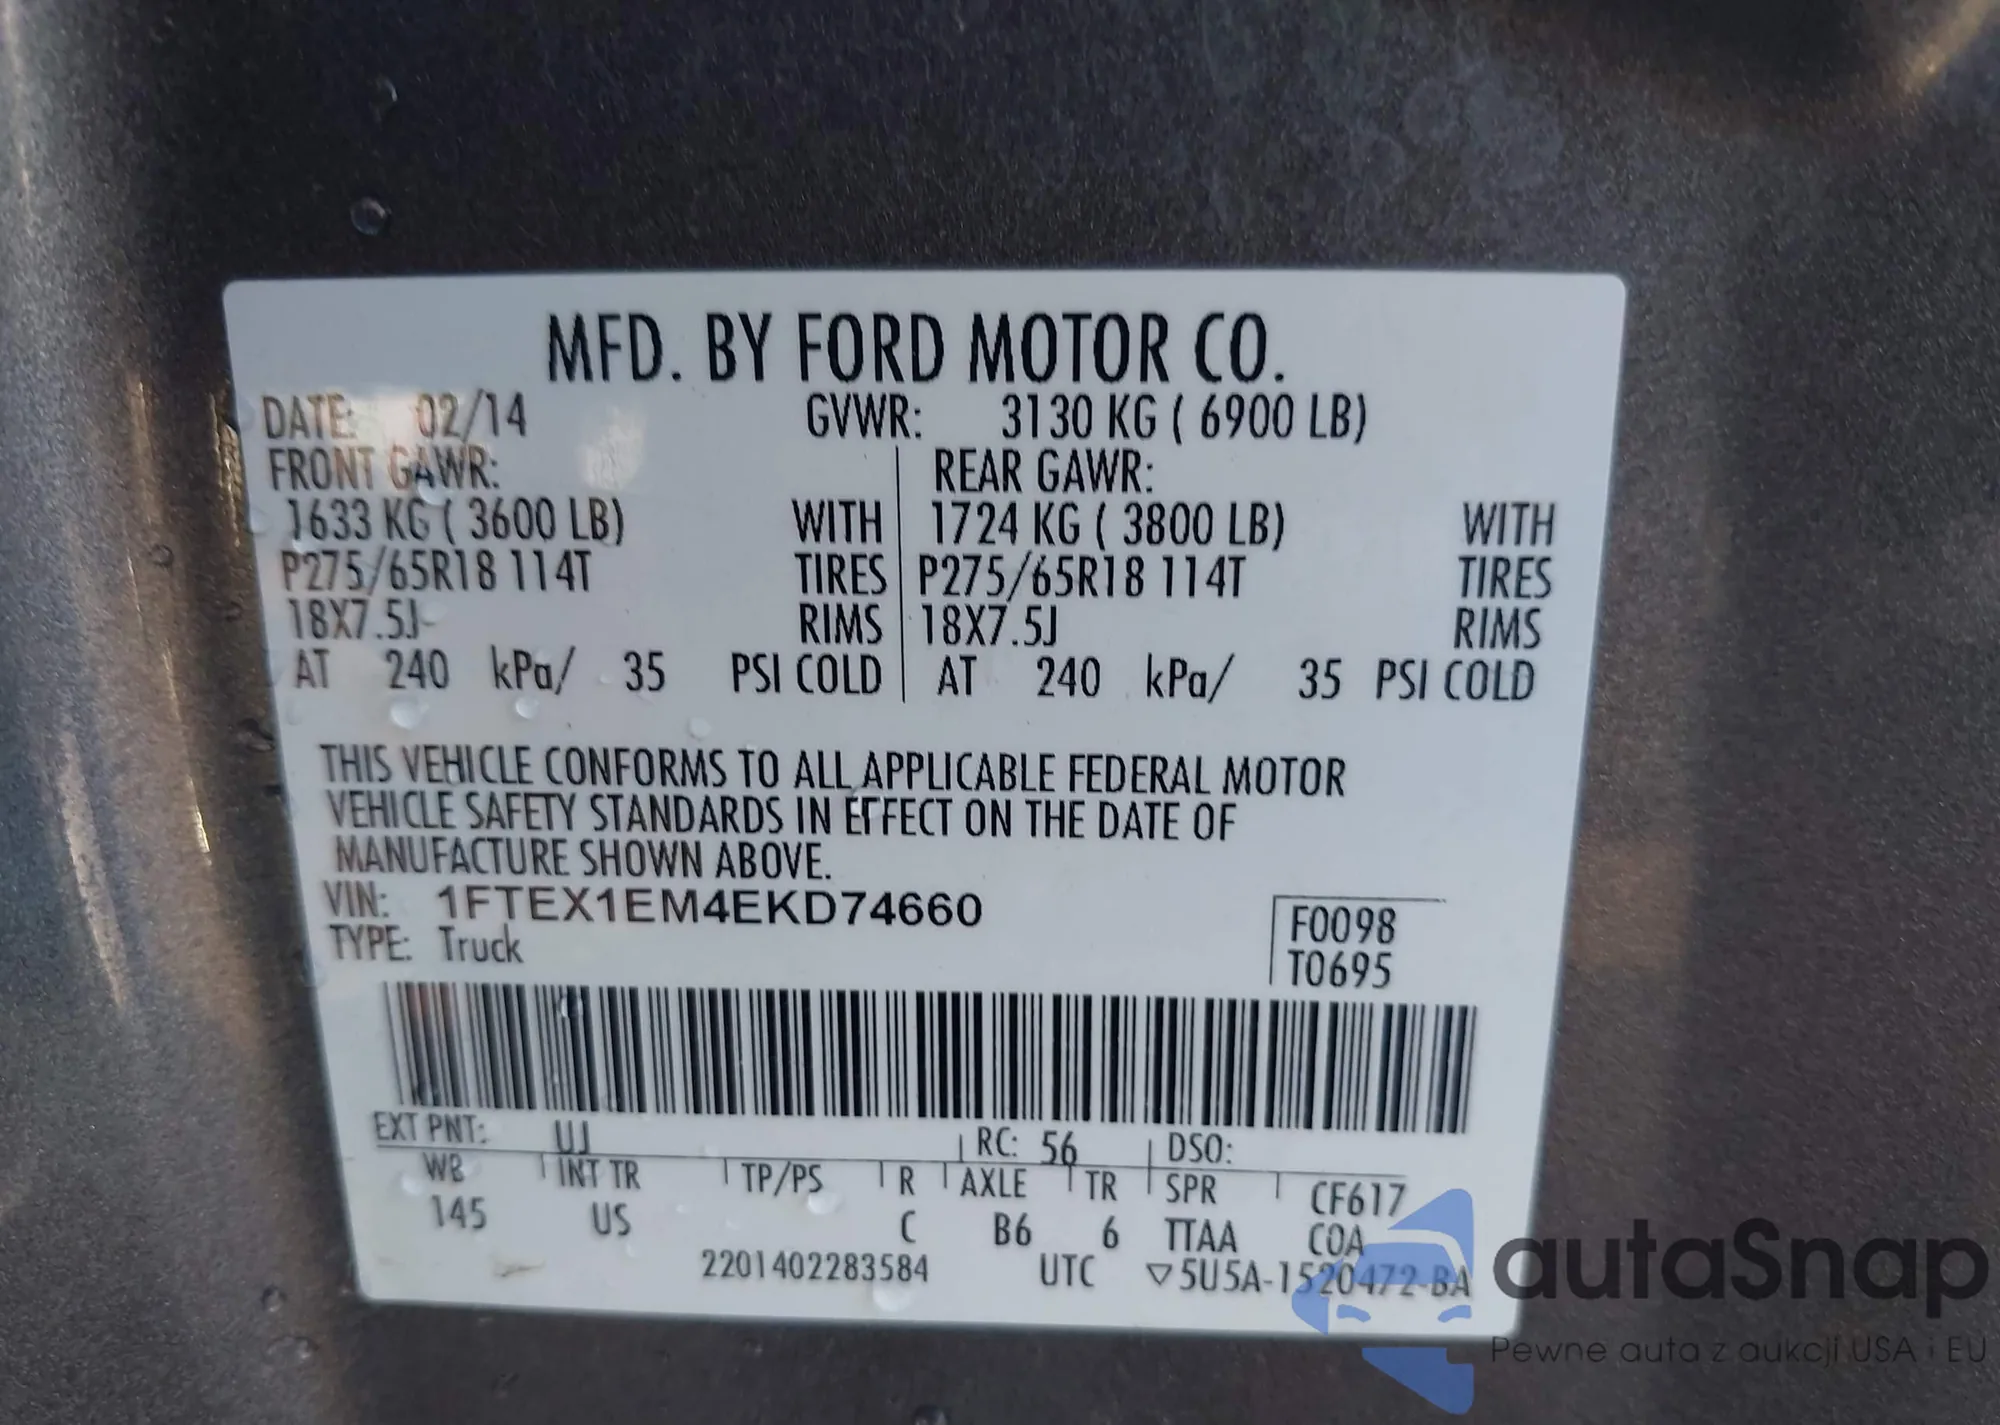 MFD. BY FORD MOTOR CO.
DATE: 02/14 GVWR: 3130 KG ( 6900 LB)
FRONT GAWR: REAR GAWR:
1633 KG ( 3600 LB) WITH 1724 KG ( 3800 LB) WITH
P275/65R18 114T TIRES P275/65R18 114T TIRES
18X7.5J RIMS 18X7.5J RIMS
AT 240 kPa/ 35 PSI COLD AT 240 kPa/ 35 PSI COLD
THIS VEHICLE CONFORMS TO ALL APPLICABLE FEDERAL MOTOR
VEHICLE SAFETY STANDARDS IN EFFECT ON THE DATE OF
MANUFACTURE SHOWN ABOVE.
VIN: 1FTEX1EM4EKD74660
TYPE: Truck
F0098
T0695
EXT PNT: UJ RC: 56 DSO:
WB INT TR TP/PS R AXLE TR SPR CF617
145 US C B6 6 TTAA COA
2201402283584 UTC ▽5U5A-1520472-BA
autaSnap
Pewne auta z aukcji USA i EU